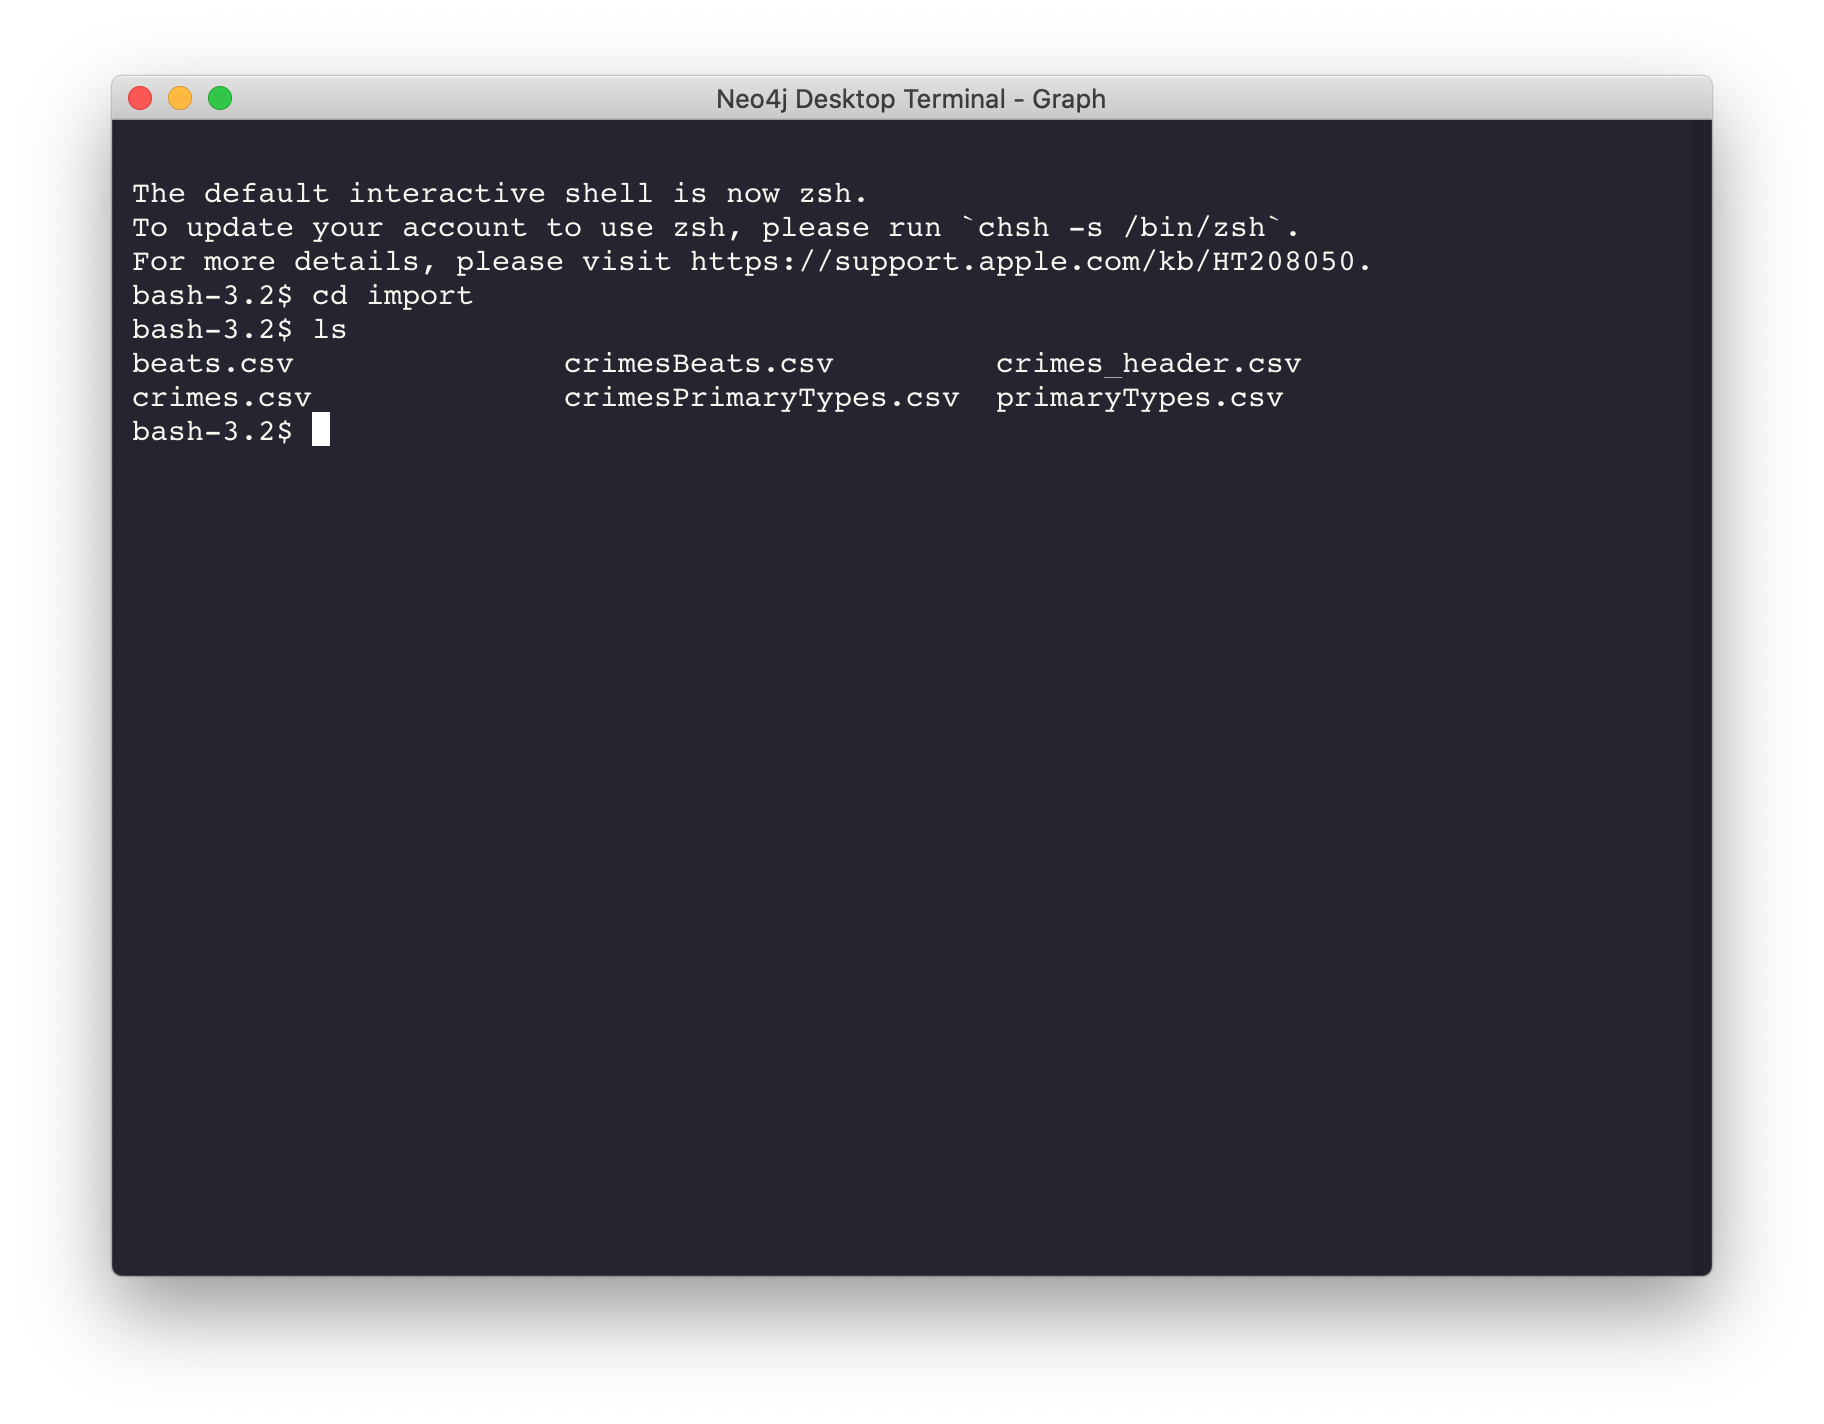 Neo4j Desktop Terminal - Graph
The default interactive shell is now zsh.
To update your account to use zsh, please run `chsh -s /bin/zsh`.
For more details, please visit https://support.apple.com/kb/HT208050.
bash-3.2$ cd import
bash-3.2$ ls
beats.csv               crimesBeats.csv         crimes_header.csv
crimes.csv              crimesPrimaryTypes.csv  primaryTypes.csv
bash-3.2$